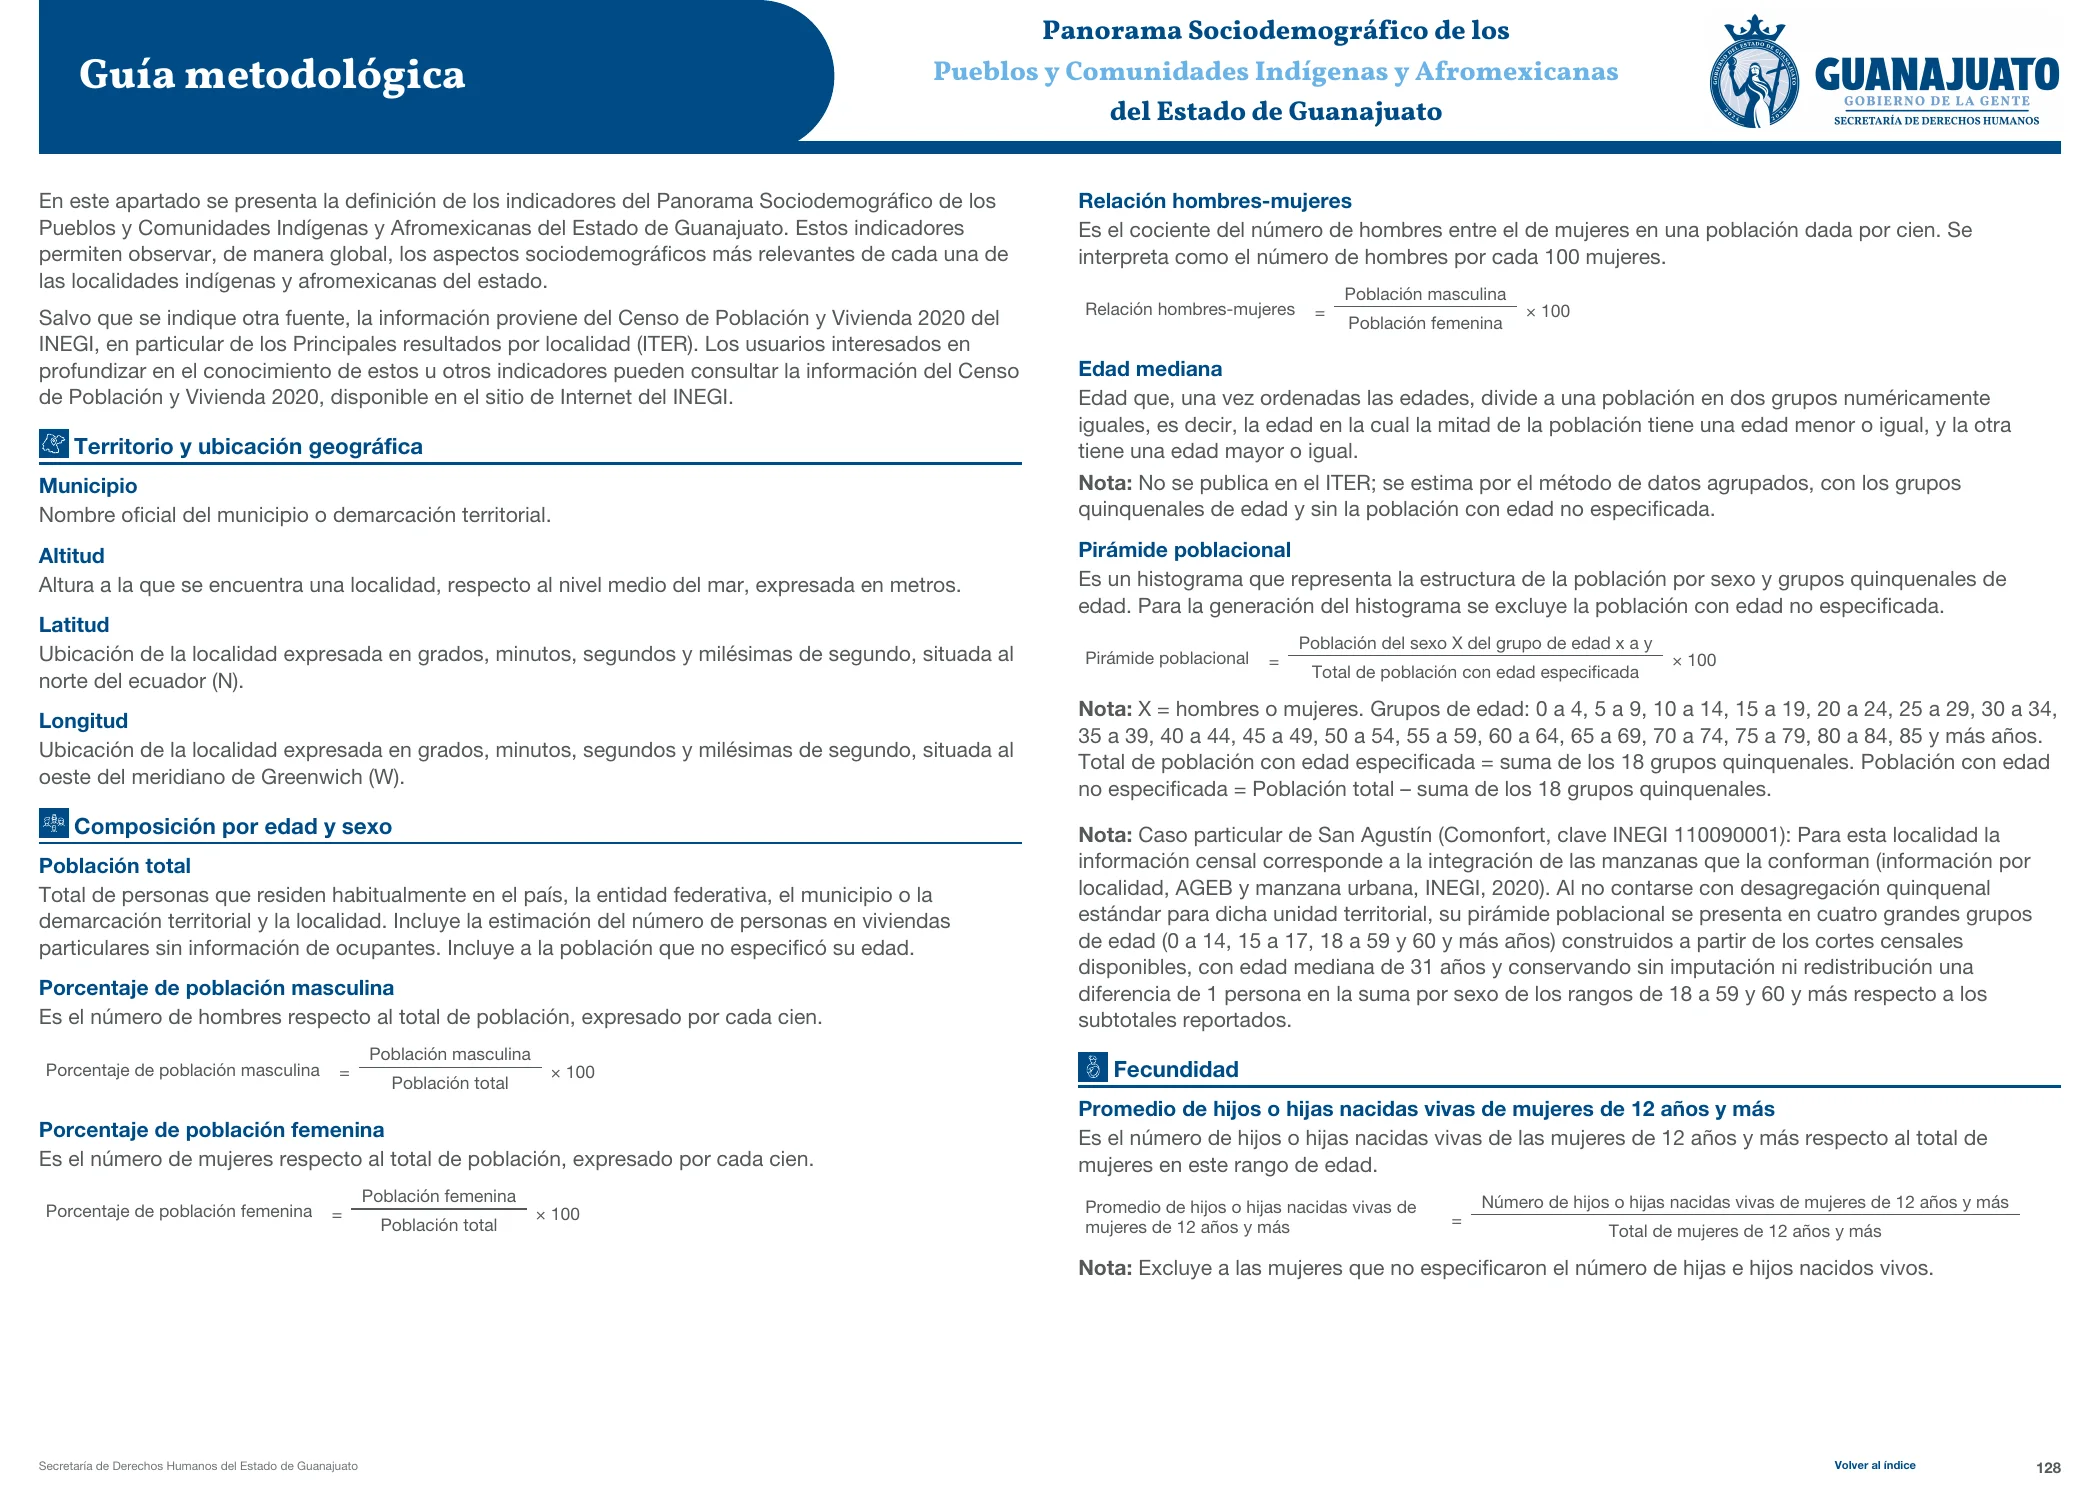 Guía metodológica
Panorama Sociodemográfico de los
Pueblos y Comunidades Indígenas y Afromexicanas
del Estado de Guanajuato
GUANAJUATO
GOBIERNO DE LA GENTE
SECRETARÍA DE DERECHOS HUMANOS
En este apartado se presenta la definición de los indicadores del Panorama Sociodemográfico de los
Pueblos y Comunidades Indígenas y Afromexicanas del Estado de Guanajuato. Estos indicadores
permiten observar, de manera global, los aspectos sociodemográficos más relevantes de cada una de
las localidades indígenas y afromexicanas del estado.
Salvo que se indique otra fuente, la información proviene del Censo de Población y Vivienda 2020 del
INEGI, en particular de los Principales resultados por localidad (ITER). Los usuarios interesados en
profundizar en el conocimiento de estos u otros indicadores pueden consultar la información del Censo
de Población y Vivienda 2020, disponible en el sitio de Internet del INEGI.
Territorio y ubicación geográfica
Municipio
Nombre oficial del municipio o demarcación territorial.
Altitud
Altura a la que se encuentra una localidad, respecto al nivel medio del mar, expresada en metros.
Latitud
Ubicación de la localidad expresada en grados, minutos, segundos y milésimas de segundo, situada al
norte del ecuador (N).
Longitud
Ubicación de la localidad expresada en grados, minutos, segundos y milésimas de segundo, situada al
oeste del meridiano de Greenwich (W).
Composición por edad y sexo
Población total
Total de personas que residen habitualmente en el país, la entidad federativa, el municipio o la
demarcación territorial y la localidad. Incluye la estimación del número de personas en viviendas
particulares sin información de ocupantes. Incluye a la población que no especificó su edad.
Porcentaje de población masculina
Es el número de hombres respecto al total de población, expresado por cada cien.
Población masculina
Porcentaje de población masculina = × 100
Población total
Porcentaje de población femenina
Es el número de mujeres respecto al total de población, expresado por cada cien.
Población femenina
Porcentaje de población femenina = × 100
Población total
Relación hombres-mujeres
Es el cociente del número de hombres entre el de mujeres en una población dada por cien. Se
interpreta como el número de hombres por cada 100 mujeres.
Población masculina
Relación hombres-mujeres = × 100
Población femenina
Edad mediana
Edad que, una vez ordenadas las edades, divide a una población en dos grupos numéricamente
iguales, es decir, la edad en la cual la mitad de la población tiene una edad menor o igual, y la otra
tiene una edad mayor o igual.
Nota: No se publica en el ITER; se estima por el método de datos agrupados, con los grupos
quinquenales de edad y sin la población con edad no especificada.
Pirámide poblacional
Es un histograma que representa la estructura de la población por sexo y grupos quinquenales de
edad. Para la generación del histograma se excluye la población con edad no especificada.
Población del sexo X del grupo de edad x a y
Pirámide poblacional = × 100
Total de población con edad especificada
Nota: X = hombres o mujeres. Grupos de edad: 0 a 4, 5 a 9, 10 a 14, 15 a 19, 20 a 24, 25 a 29, 30 a 34,
35 a 39, 40 a 44, 45 a 49, 50 a 54, 55 a 59, 60 a 64, 65 a 69, 70 a 74, 75 a 79, 80 a 84, 85 y más años.
Total de población con edad especificada = suma de los 18 grupos quinquenales. Población con edad
no especificada = Población total – suma de los 18 grupos quinquenales.
Nota: Caso particular de San Agustín (Comonfort, clave INEGI 110090001): Para esta localidad la
información censal corresponde a la integración de las manzanas que la conforman (información por
localidad, AGEB y manzana urbana, INEGI, 2020). Al no contarse con desagregación quinquenal
estándar para dicha unidad territorial, su pirámide poblacional se presenta en cuatro grandes grupos
de edad (0 a 14, 15 a 17, 18 a 59 y 60 y más años) construidos a partir de los cortes censales
disponibles, con edad mediana de 31 años y conservando sin imputación ni redistribución una
diferencia de 1 persona en la suma por sexo de los rangos de 18 a 59 y 60 y más respecto a los
subtotales reportados.
Fecundidad
Promedio de hijos o hijas nacidas vivas de mujeres de 12 años y más
Es el número de hijos o hijas nacidas vivas de las mujeres de 12 años y más respecto al total de
mujeres en este rango de edad.
Número de hijos o hijas nacidas vivas de mujeres de 12 años y más
Promedio de hijos o hijas nacidas vivas de
mujeres de 12 años y más =
Total de mujeres de 12 años y más
Nota: Excluye a las mujeres que no especificaron el número de hijas e hijos nacidos vivos.
Secretaría de Derechos Humanos del Estado de Guanajuato
Volver al índice
128